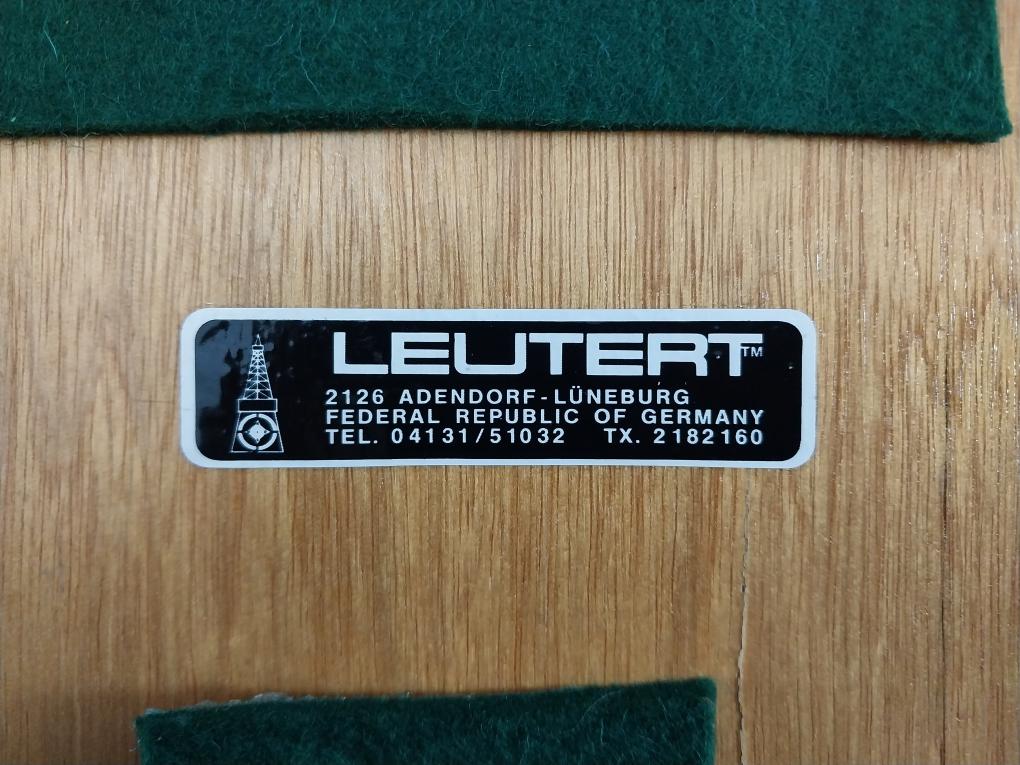 LEUTERT™
2126 ADENDORF-LÜNEBURG
FEDERAL REPUBLIC OF GERMANY
TEL. 04131/51032 TX. 2182160